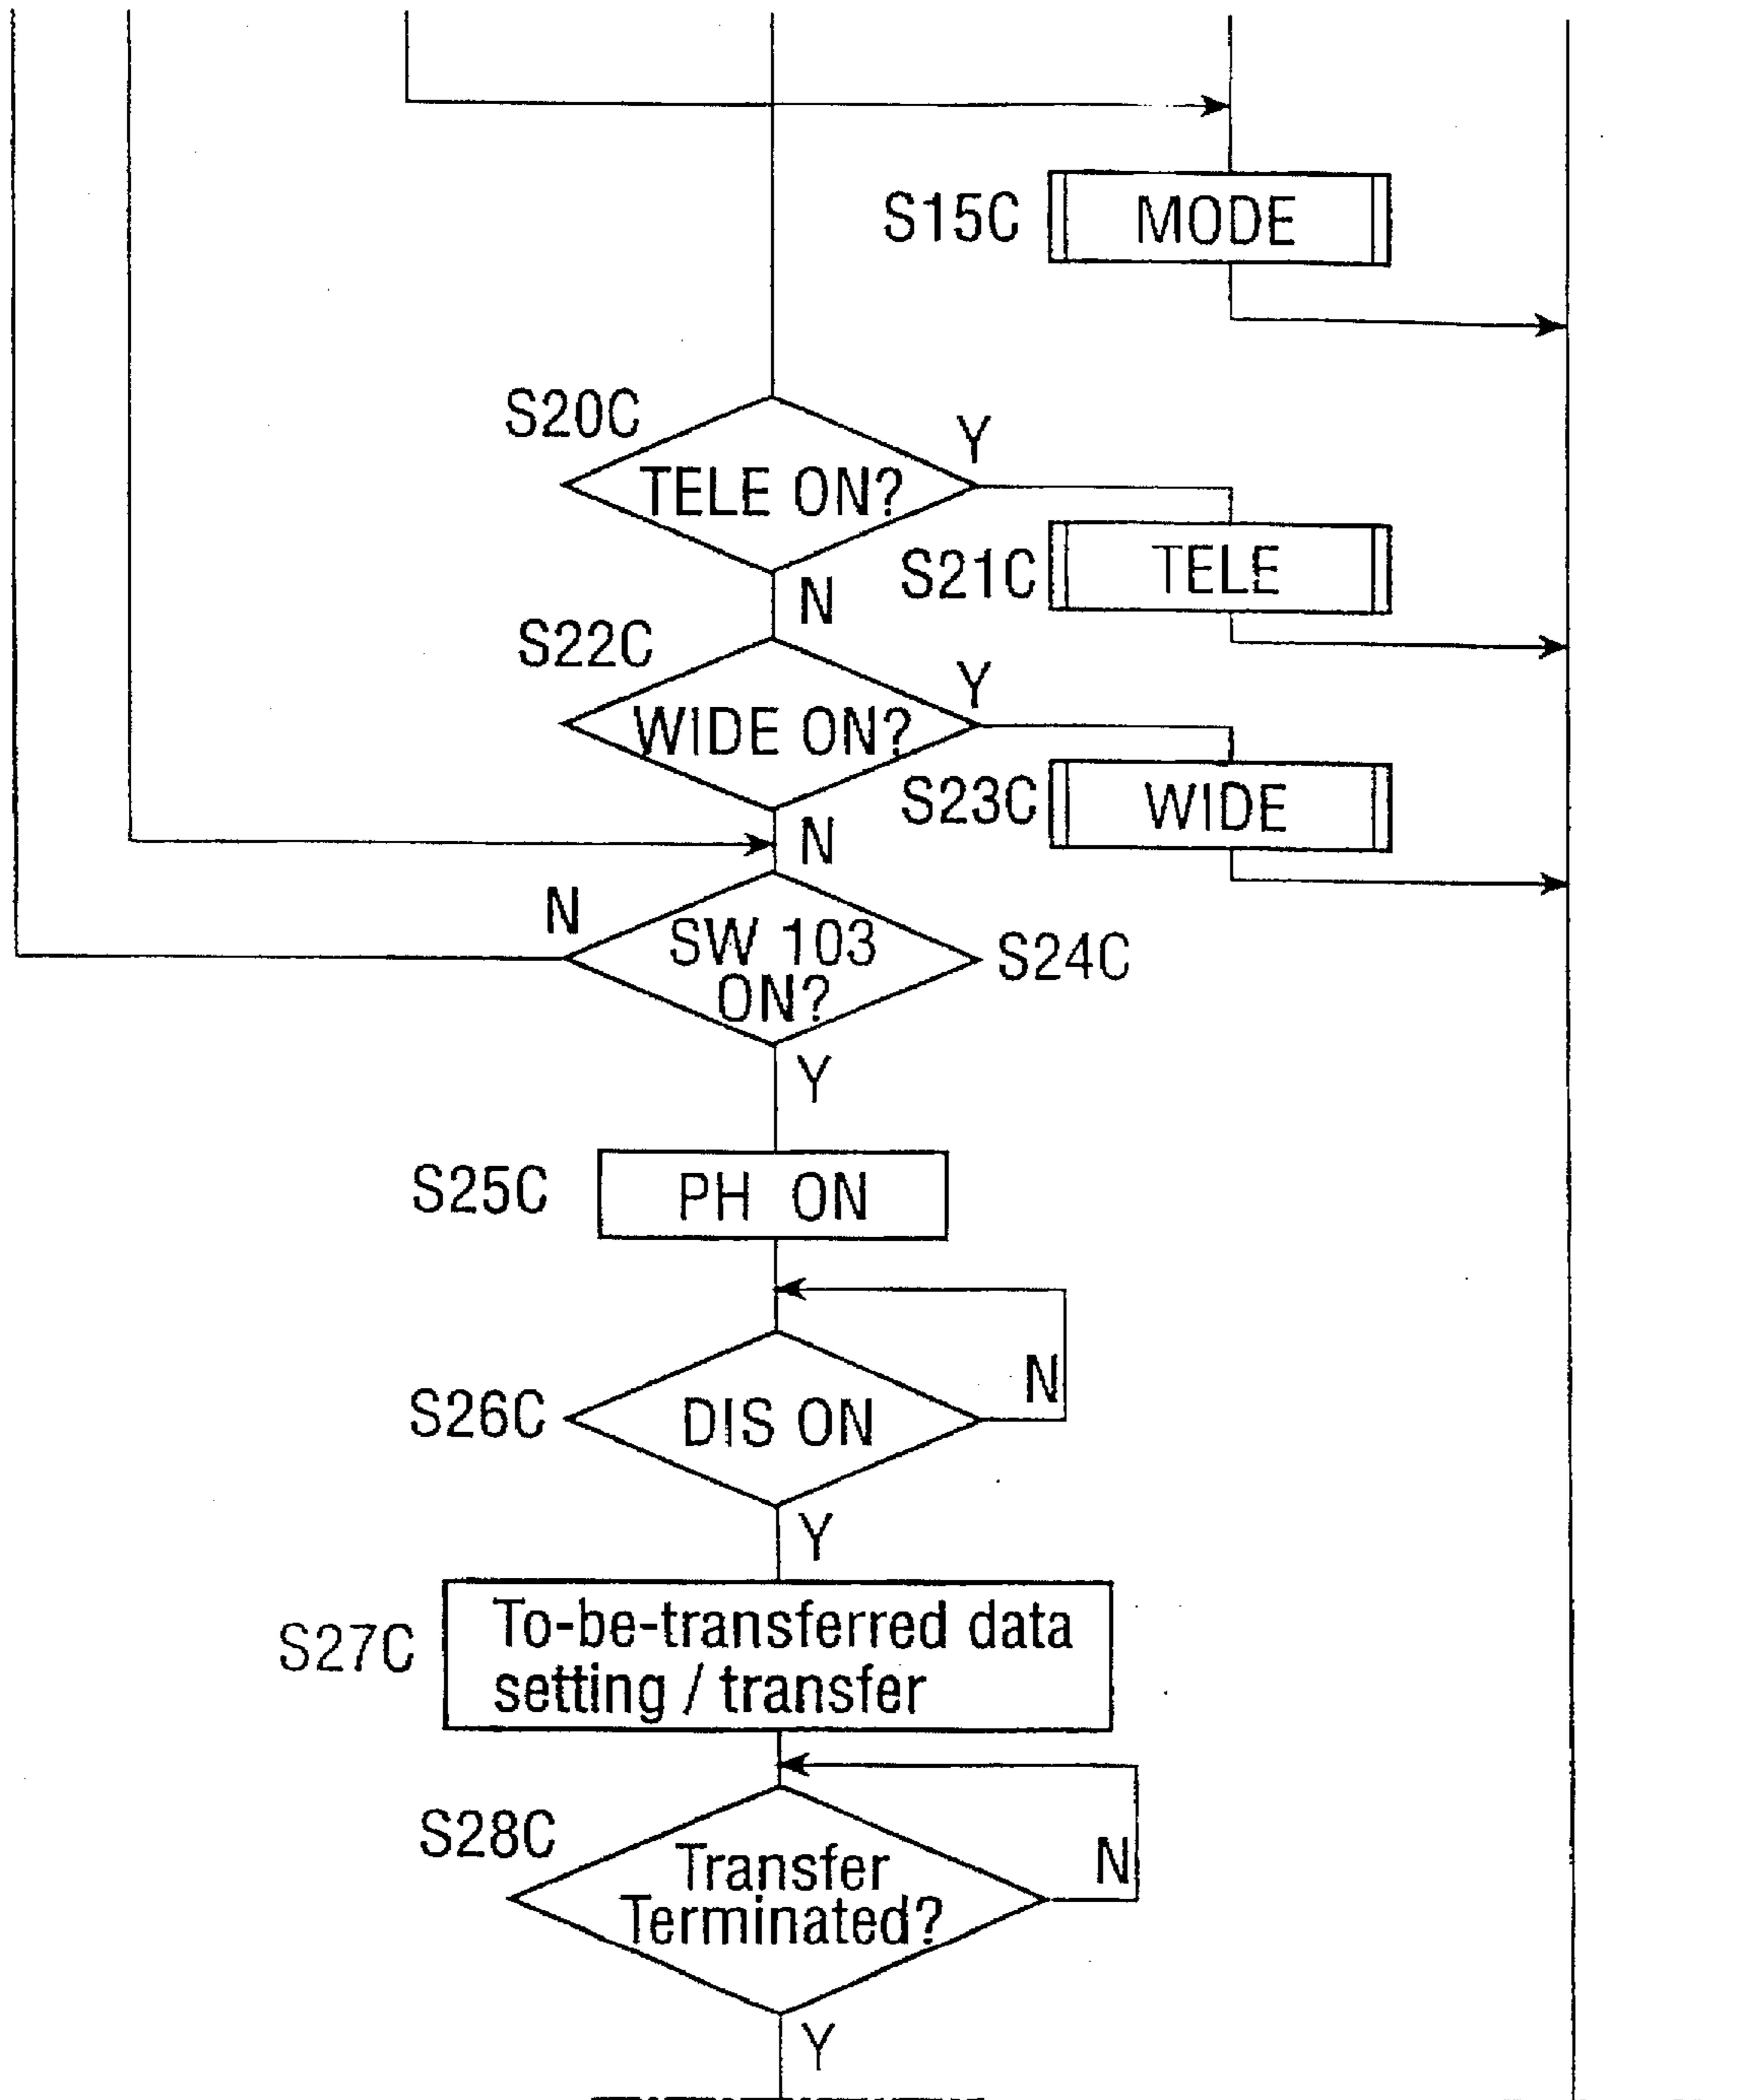 S15C MODE
S20C
Y
TELE ON?
S21C TELE
N
S22C
Y
WIDE ON?
S23C WIDE
N
N
SW 103
ON?
S24C
Y
S25C PH ON
N
S26C DIS ON
Y
S27C
To-be-transferred data
setting / transfer
S28C
N
Transfer
Terminated?
Y